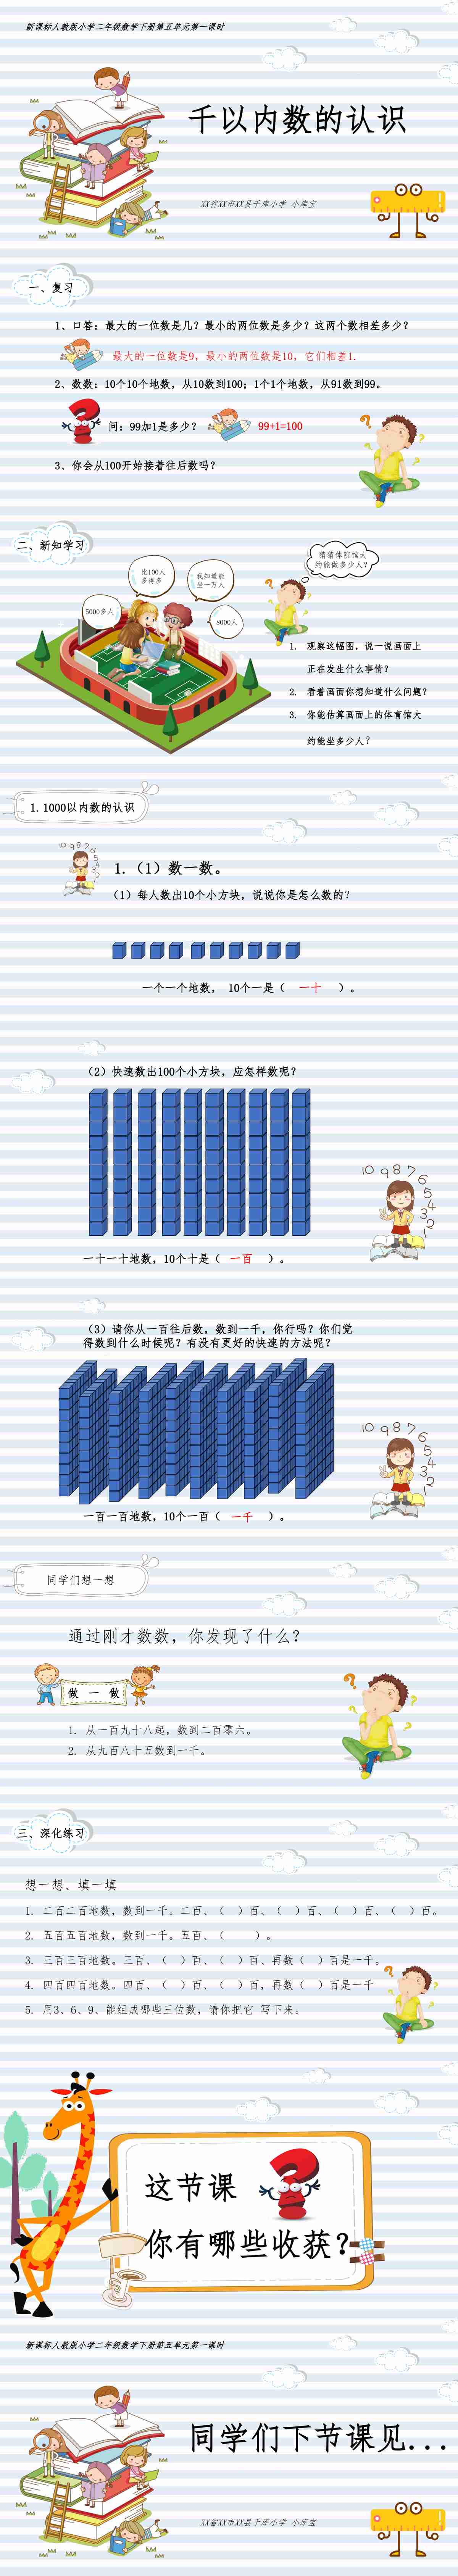 新课标人教版小学二年级数学下册第五单元第一课时
千以内数的认识
XX省XX市XX县千库小学 小库宝
一、复习
1、口答：最大的一位数是几？最小的两位数是多少？这两个数相差多少？
最大的一位数是9，最小的两位数是10，它们相差1.
2、数数：10个10个地数，从10数到100；1个1个地数，从91数到99。
问：99加1是多少？
99+1=100
3、你会从100开始接着往后数吗？
二、新知学习
猜猜体院馆大
约能做多少人？
比100人
多得多
我知道能
坐一万人
5000多人
8000人
1. 观察这幅图，说一说画面上
正在发生什么事情？
2. 看着画面你想知道什么问题？
3. 你能估算画面上的体育馆大
约能坐多少人？
1. 1000以内数的认识
10 9 8 7 6 5 4 3 2 1
1.（1）数一数。
（1）每人数出10个小方块，说说你是怎么数的？
一个一个地数， 10个一是（ 一十 ）。
（2）快速数出100个小方块，应怎样数呢？
10 9 8 7 6 5 4 3 2 1
一十一十地数，10个十是（ 一百 ）。
（3）请你从一百往后数，数到一千，你行吗？你们觉
得数到什么时候呢？有没有更好的快速的方法呢？
10 9 8 7 6 5 4 3 2 1
一百一百地数，10个一百（ 一千 ）。
同学们想一想
通过刚才数数，你发现了什么？
做 一 做
1. 从一百九十八起，数到二百零六。
2. 从九百八十五数到一千。
三、深化练习
想一想、填一填
1. 二百二百地数，数到一千。二百、（ ）百、（ ）百、（ ）百、（ ）百。
2. 五百五百地数，数到一千。五百、（ ）。
3. 三百三百地数。三百、（ ）百、（ ）百、再数（ ）百是一千。
4. 四百四百地数。四百、（ ）百、（ ）百，再数（ ）百是一千
5. 用3、6、9、能组成哪些三位数，请你把它 写下来。
这节课
你有哪些收获？
新课标人教版小学二年级数学下册第五单元第一课时
同学们下节课见...
XX省XX市XX县千库小学 小库宝